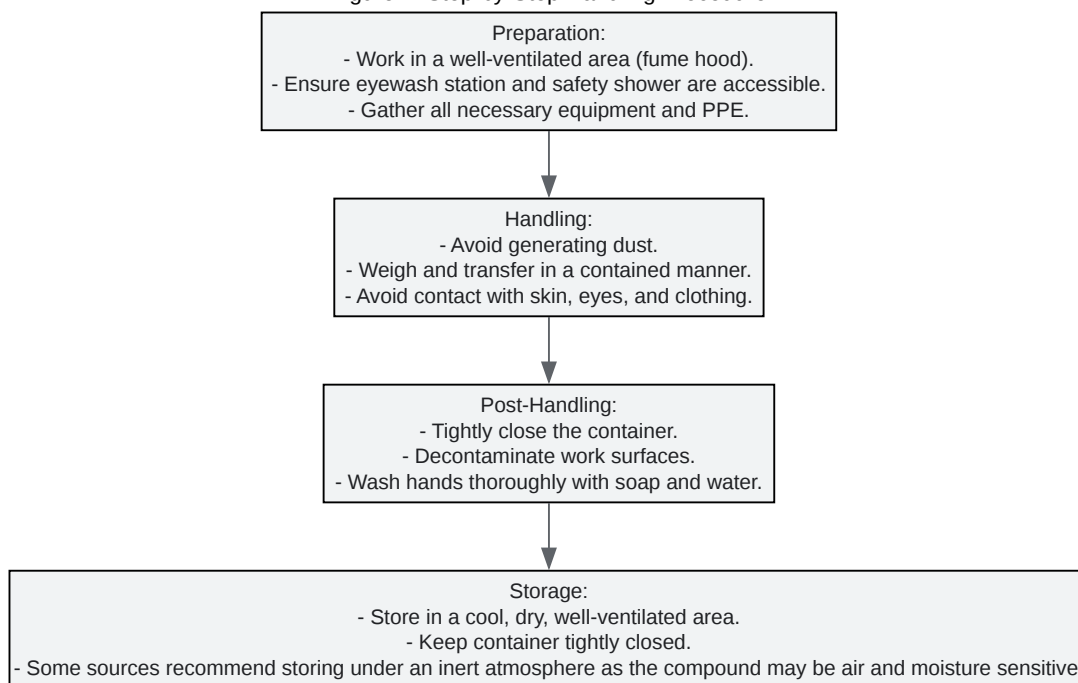 Preparation:
- Work in a well-ventilated area (fume hood).
- Ensure eyewash station and safety shower are accessible.
- Gather all necessary equipment and PPE.
Handling:
- Avoid generating dust.
- Weigh and transfer in a contained manner.
- Avoid contact with skin, eyes, and clothing.
Post-Handling:
- Tightly close the container.
- Decontaminate work surfaces.
- Wash hands thoroughly with soap and water.
Storage:
- Store in a cool, dry, well-ventilated area.
- Keep container tightly closed.
- Some sources recommend storing under an inert atmosphere as the compound may be air and moisture sensitive